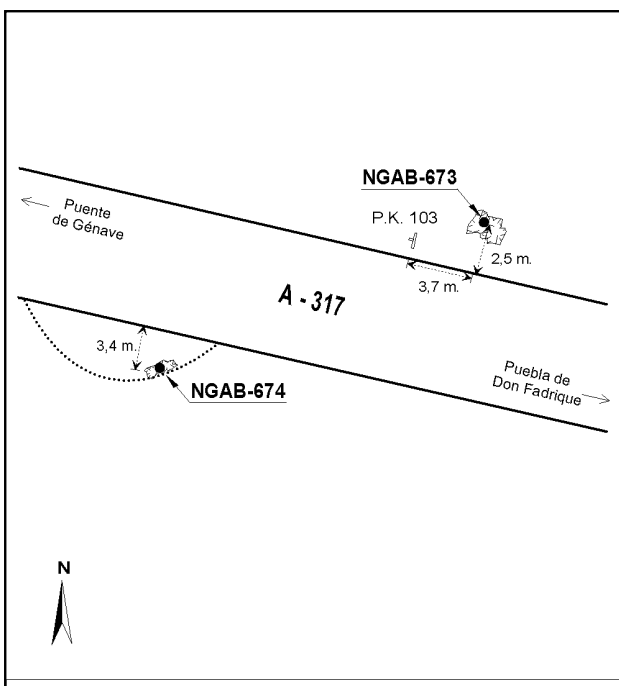 NGAB-673
Puente
de Génave
P.K. 103
2,5 m.
3,7 m.
A - 317
3,4 m.
Puebla de
Don Fadrique
NGAB-674
N